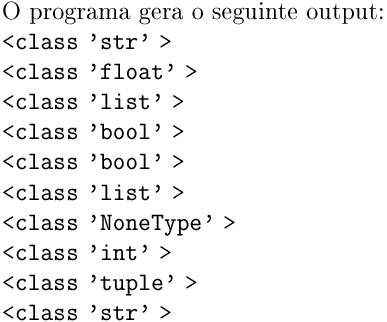 O programa gera o seguinte output:
<class ’str’ >
<class ’float’ >
<class ’list’ >
<class ’bool’ >
<class ’bool’ >
<class ’list’ >
<class ’NoneType’ >
<class ’int’ >
<class ’tuple’ >
<class ’str’ >